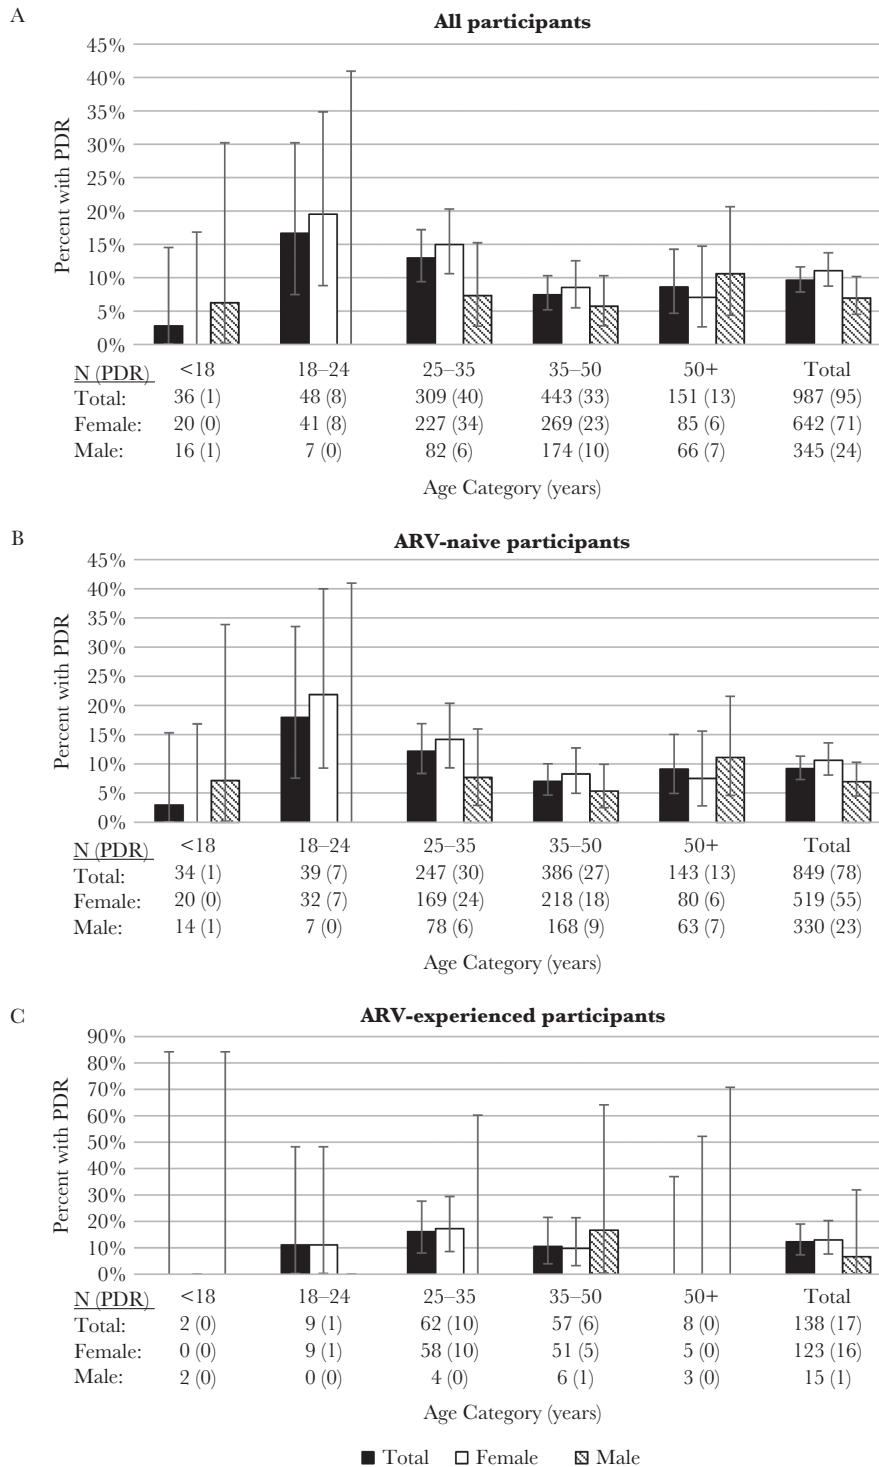 A
All participants
45%
40%
35%
30%
25%
20%
15%
10%
5%
0%
Percent with PDR
N (PDR) <18 18–24 25–35 35–50 50+ Total
Total: 36 (1) 48 (8) 309 (40) 443 (33) 151 (13) 987 (95)
Female: 20 (0) 41 (8) 227 (34) 269 (23) 85 (6) 642 (71)
Male: 16 (1) 7 (0) 82 (6) 174 (10) 66 (7) 345 (24)
Age Category (years)
B
ARV-naive participants
45%
40%
35%
30%
25%
20%
15%
10%
5%
0%
Percent with PDR
N (PDR) <18 18–24 25–35 35–50 50+ Total
Total: 34 (1) 39 (7) 247 (30) 386 (27) 143 (13) 849 (78)
Female: 20 (0) 32 (7) 169 (24) 218 (18) 80 (6) 519 (55)
Male: 14 (1) 7 (0) 78 (6) 168 (9) 63 (7) 330 (23)
Age Category (years)
C
ARV-experienced participants
90%
80%
70%
60%
50%
40%
30%
20%
10%
0%
Percent with PDR
N (PDR) <18 18–24 25–35 35–50 50+ Total
Total: 2 (0) 9 (1) 62 (10) 57 (6) 8 (0) 138 (17)
Female: 0 (0) 9 (1) 58 (10) 51 (5) 5 (0) 123 (16)
Male: 2 (0) 0 (0) 4 (0) 6 (1) 3 (0) 15 (1)
Age Category (years)
Total Female Male